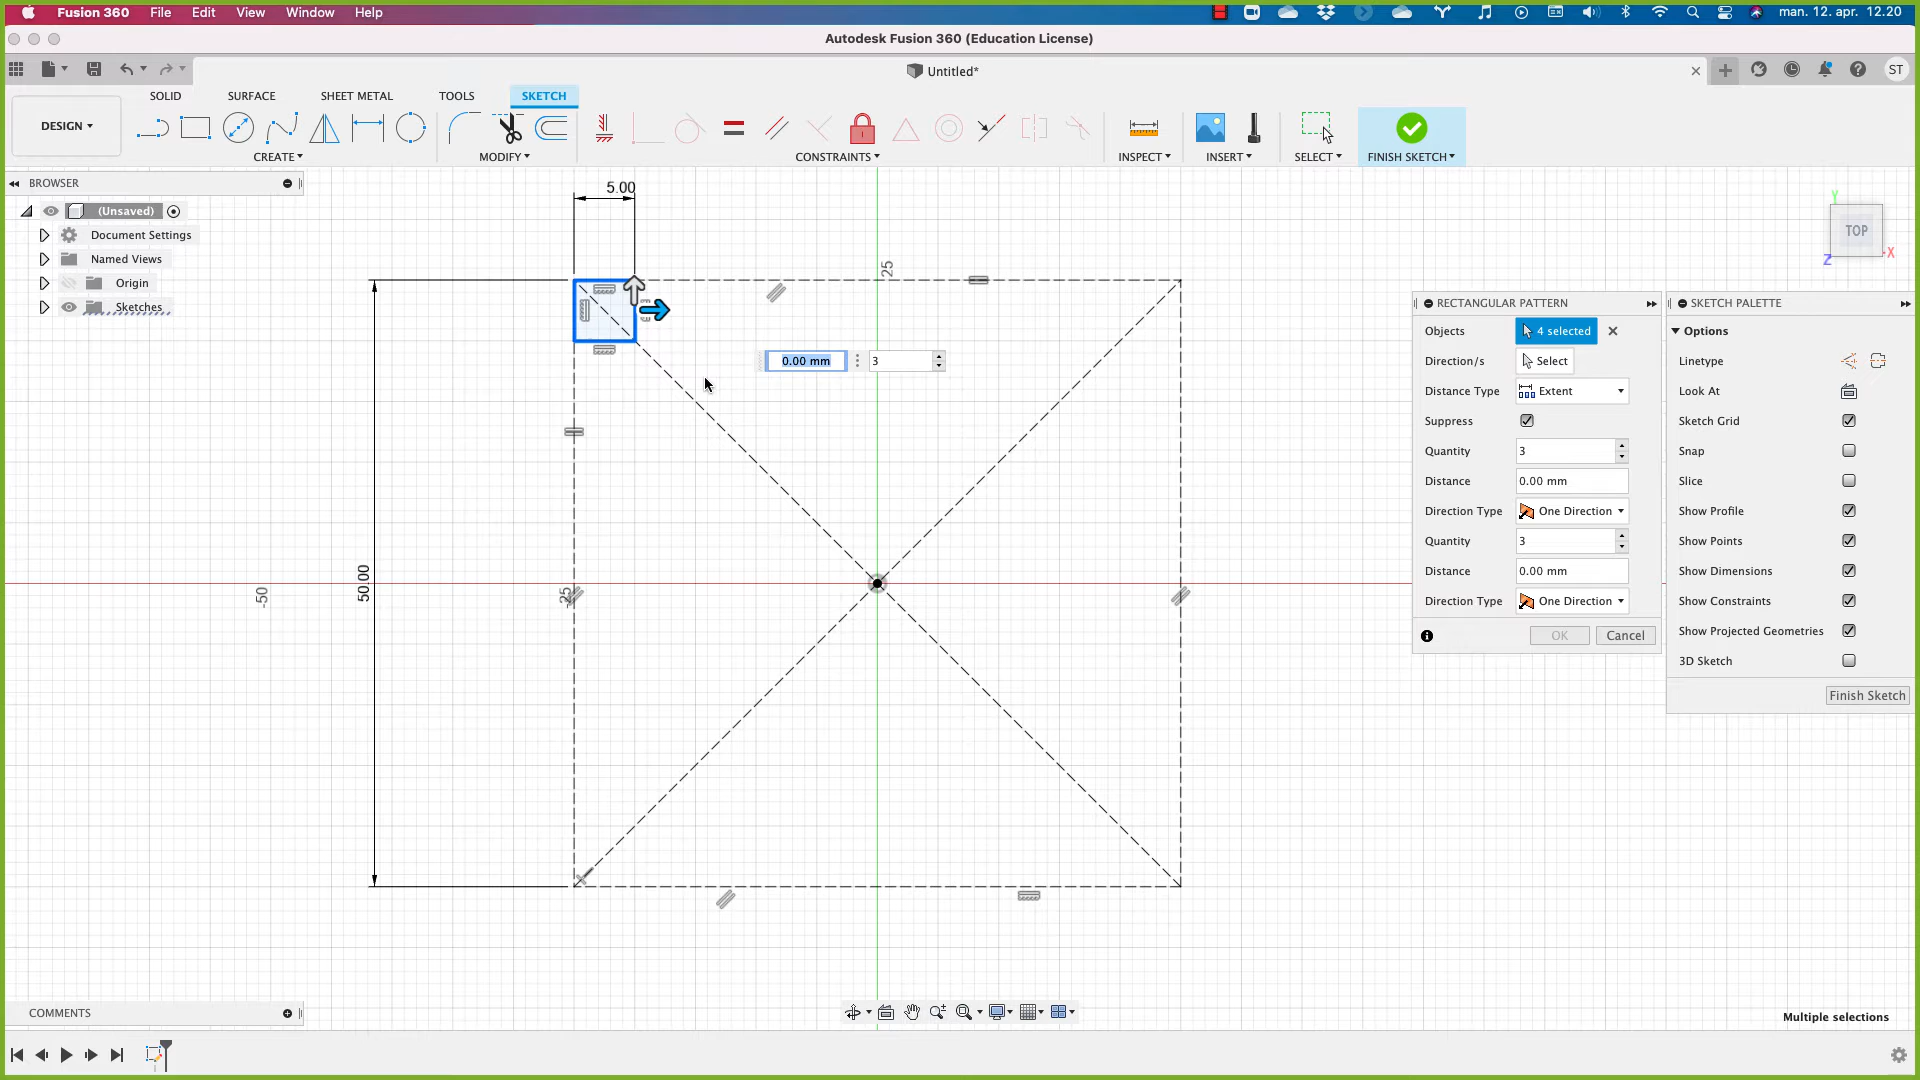 Fusion 360 File Edit View Window Help man. 12. apr. 12.20
Autodesk Fusion 360 (Education License)
Untitled*
ST
SOLID SURFACE SHEET METAL TOOLS SKETCH
DESIGN
CREATE MODIFY CONSTRAINTS INSPECT INSERT SELECT FINISH SKETCH
BROWSER
(Unsaved)
Document Settings
Named Views
Origin
Sketches
5.00
25
50.00
-50
-25
0.00 mm 3
Y
TOP
X
Z
RECTANGULAR PATTERN
Objects 4 selected
Direction/s Select
Distance Type Extent
Suppress
Quantity 3
Distance 0.00 mm
Direction Type One Direction
Quantity 3
Distance 0.00 mm
Direction Type One Direction
OK Cancel
SKETCH PALETTE
Options
Linetype
Look At
Sketch Grid
Snap
Slice
Show Profile
Show Points
Show Dimensions
Show Constraints
Show Projected Geometries
3D Sketch
Finish Sketch
COMMENTS
Multiple selections